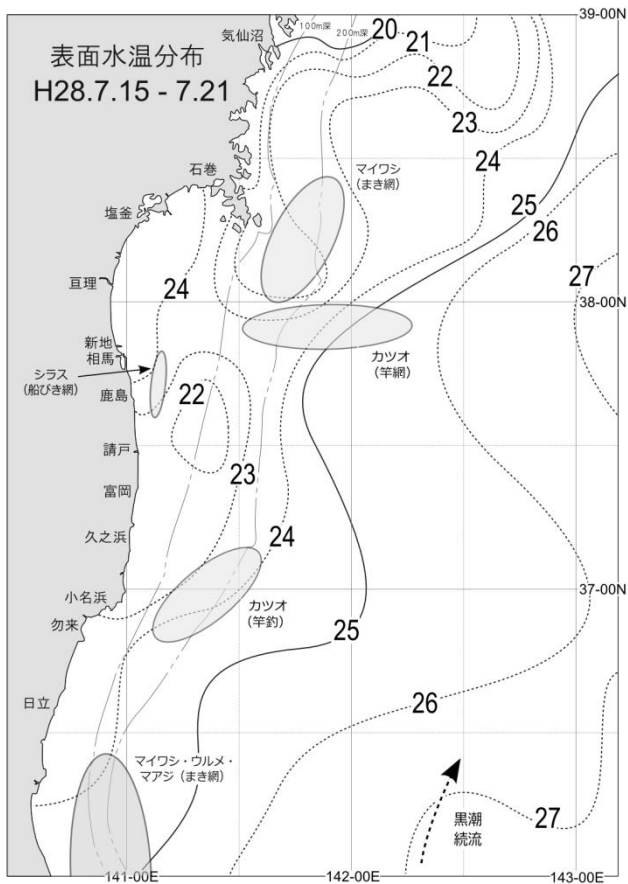 表面水温分布
H28.7.15 - 7.21
気仙沼
100m深
200m深
20
21
22
23
24
25
26
27
39-00N
石巻
塩釜
マイワシ
(まき網)
亘理
24
38-00N
新地
相馬
シラス
(船びき網)
鹿島
カツオ
(竿網)
22
請戸
23
富岡
24
久之浜
小名浜
37-00N
カツオ
(竿釣)
勿来
25
日立
26
マイワシ・ウルメ・
マアジ(まき網)
黒潮
続流
27
141-00E
142-00E
143-00E